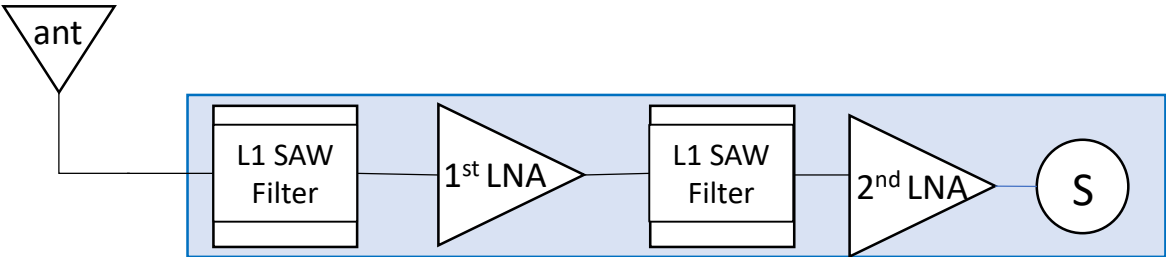 ant
L1 SAW
Filter
1st LNA
L1 SAW
Filter
2nd LNA
S